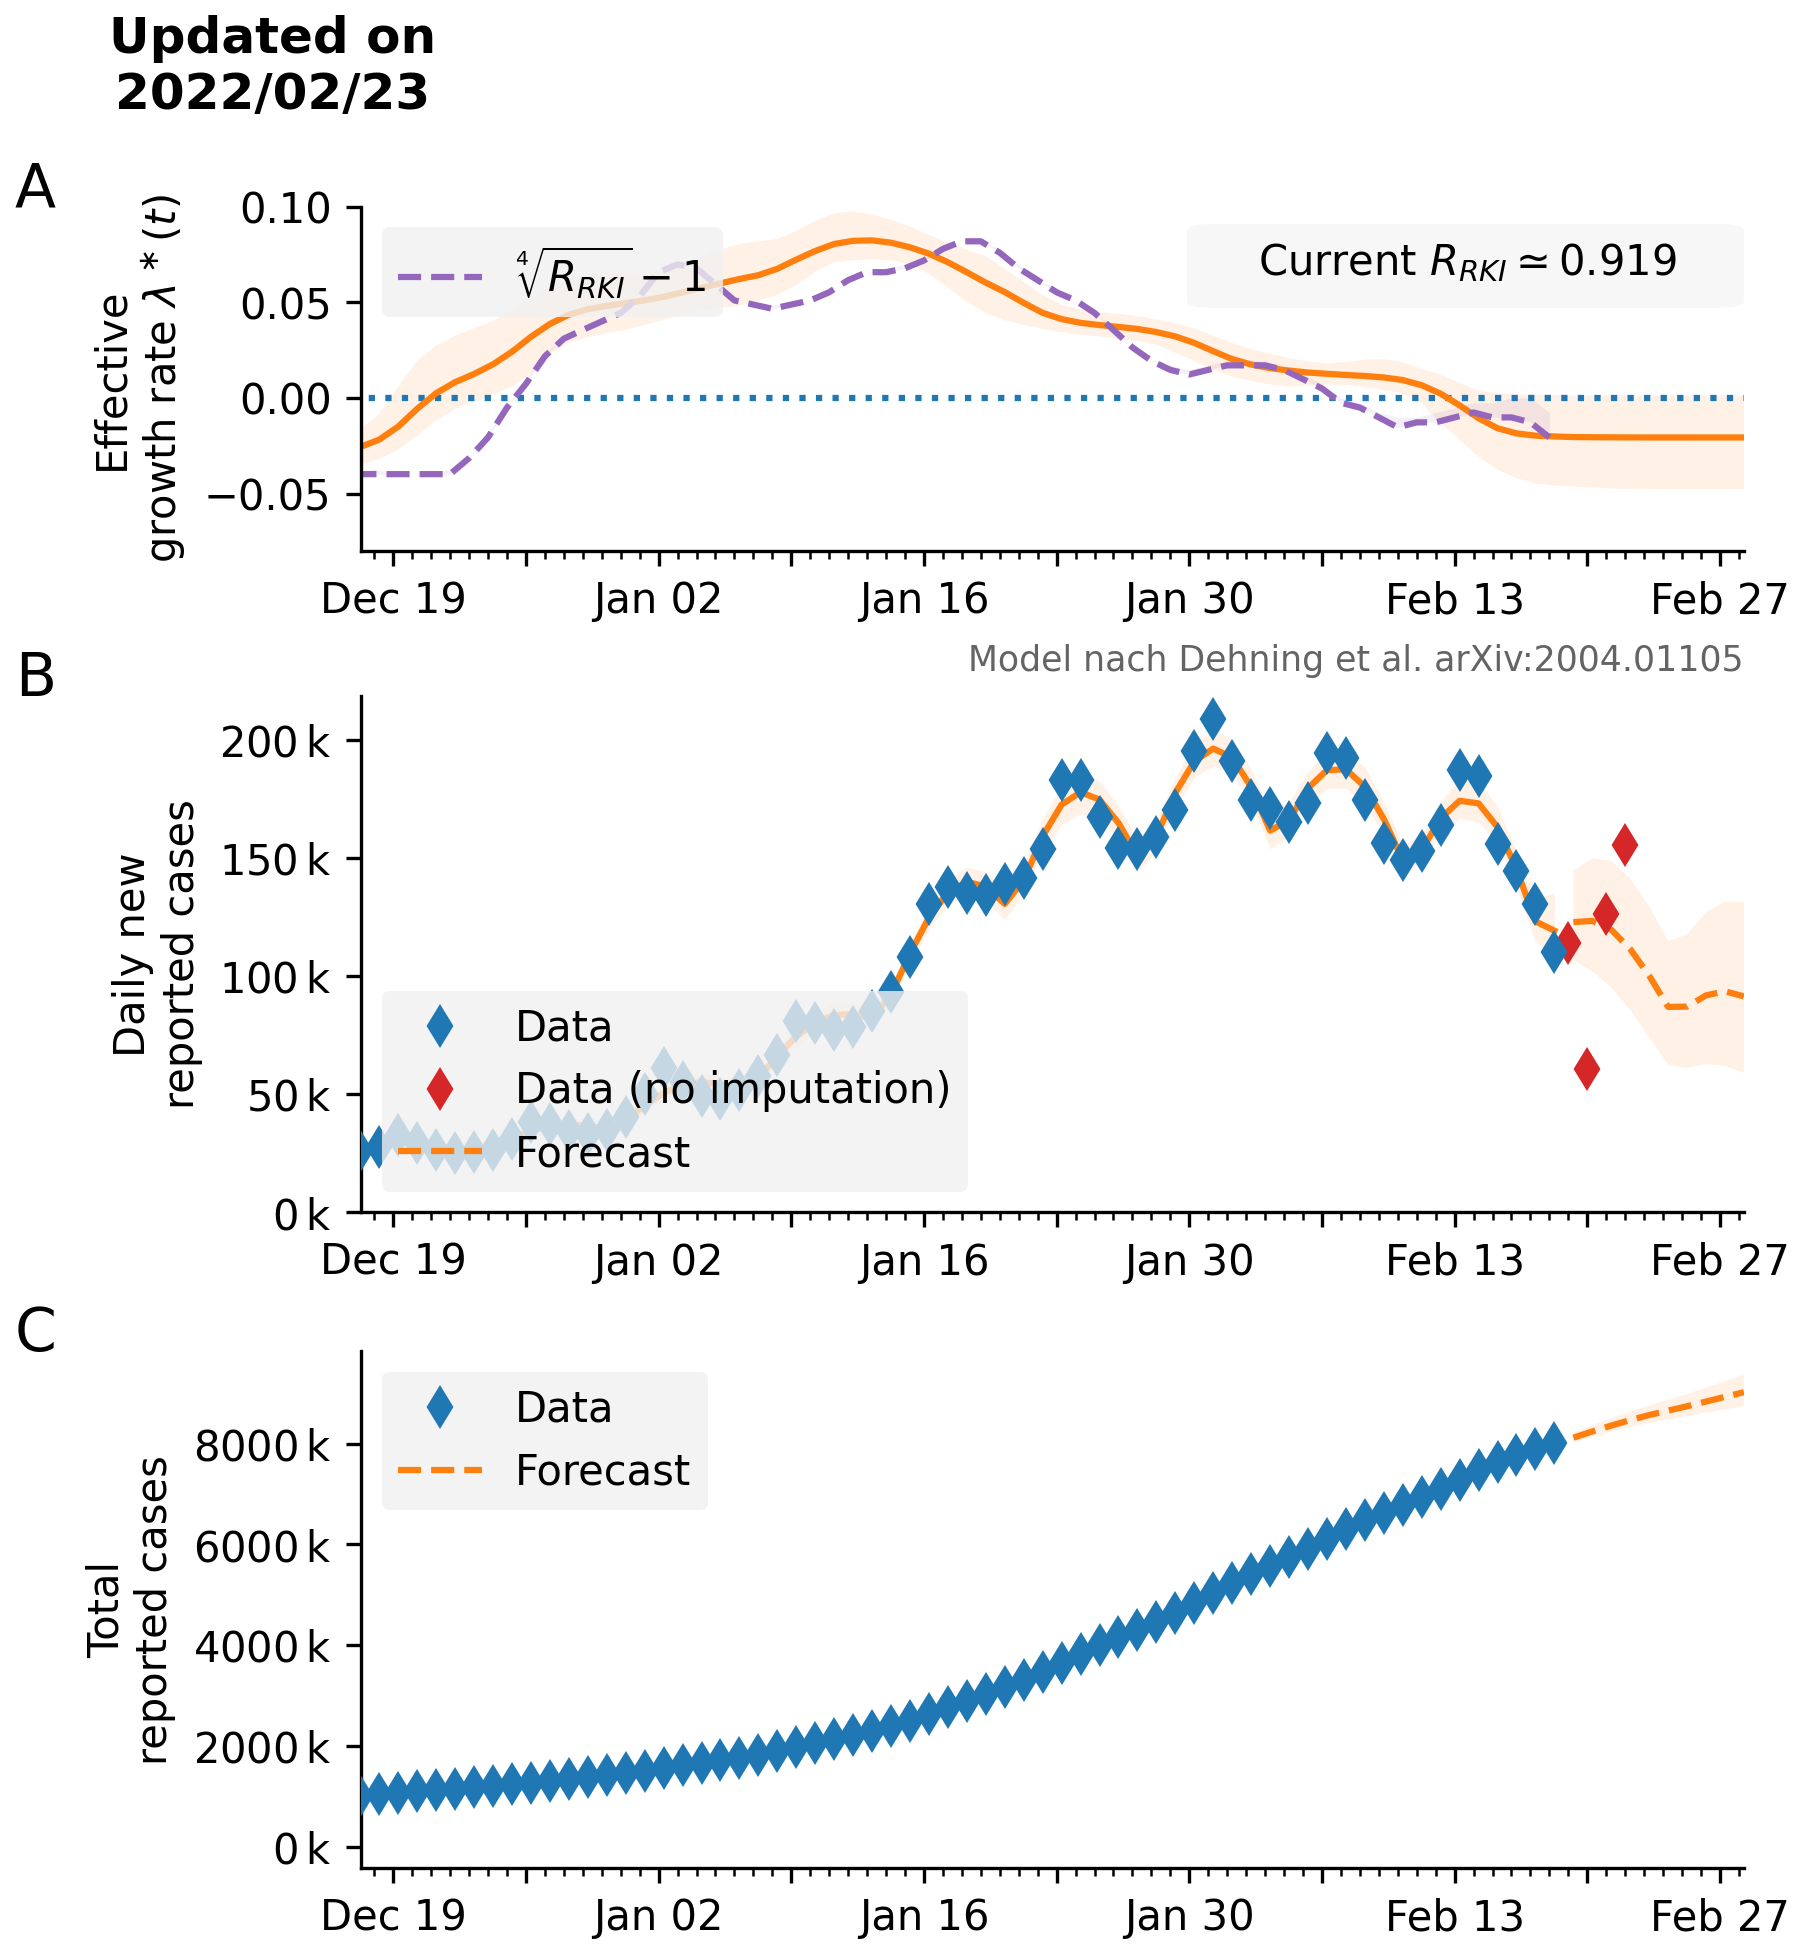 Updated on
2022/02/23
A
Effective
growth rate λ * (t)
0.10
0.05
0.00
−0.05
∜R_RKI − 1
Current R_RKI ≃ 0.919
Dec 19 Jan 02 Jan 16 Jan 30 Feb 13 Feb 27
Model nach Dehning et al. arXiv:2004.01105
B
Daily new
reported cases
200 k
150 k
100 k
50 k
0 k
Data
Data (no imputation)
Forecast
Dec 19 Jan 02 Jan 16 Jan 30 Feb 13 Feb 27
C
Total
reported cases
8000 k
6000 k
4000 k
2000 k
0 k
Data
Forecast
Dec 19 Jan 02 Jan 16 Jan 30 Feb 13 Feb 27